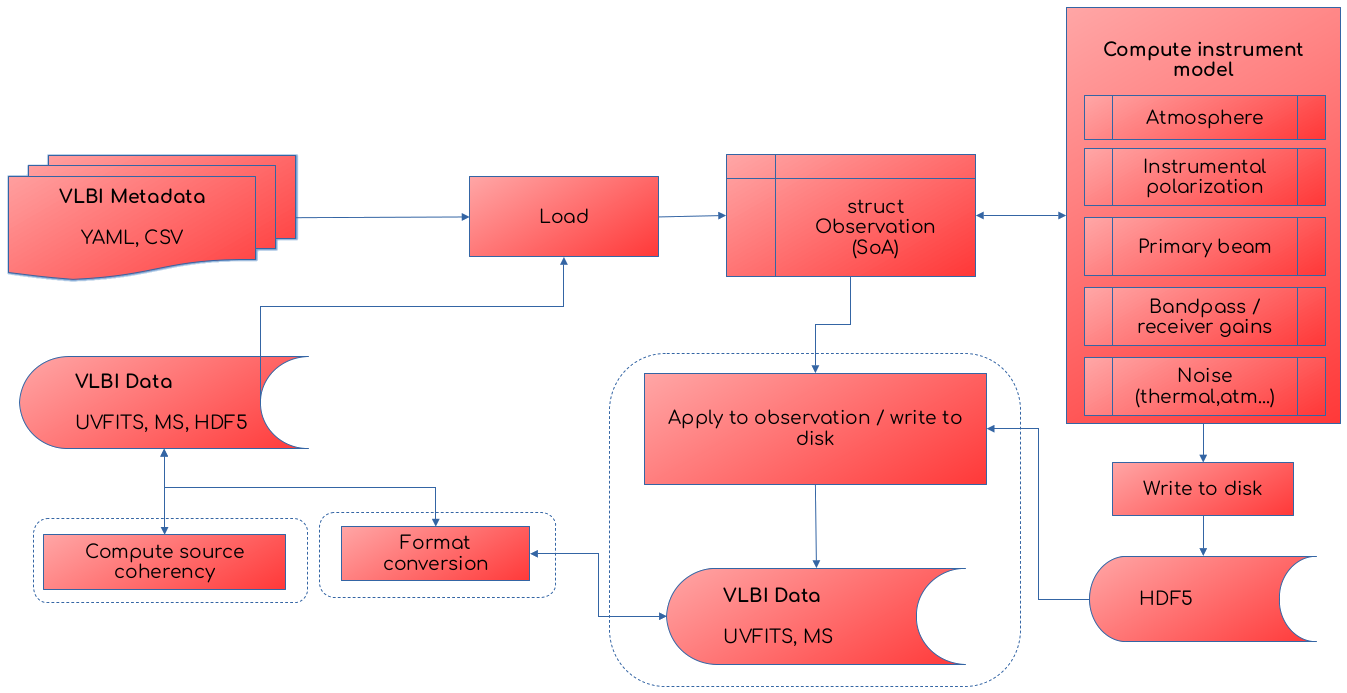 Compute instrument
model
Atmosphere
Instrumental
polarization
Primary beam
Bandpass /
receiver gains
Noise
(thermal,atm...)
VLBI Metadata
YAML, CSV
Load
struct
Observation
(SoA)
VLBI Data
UVFITS, MS, HDF5
Apply to observation / write to
disk
Write to disk
Compute source
coherency
Format
conversion
VLBI Data
UVFITS, MS
HDF5